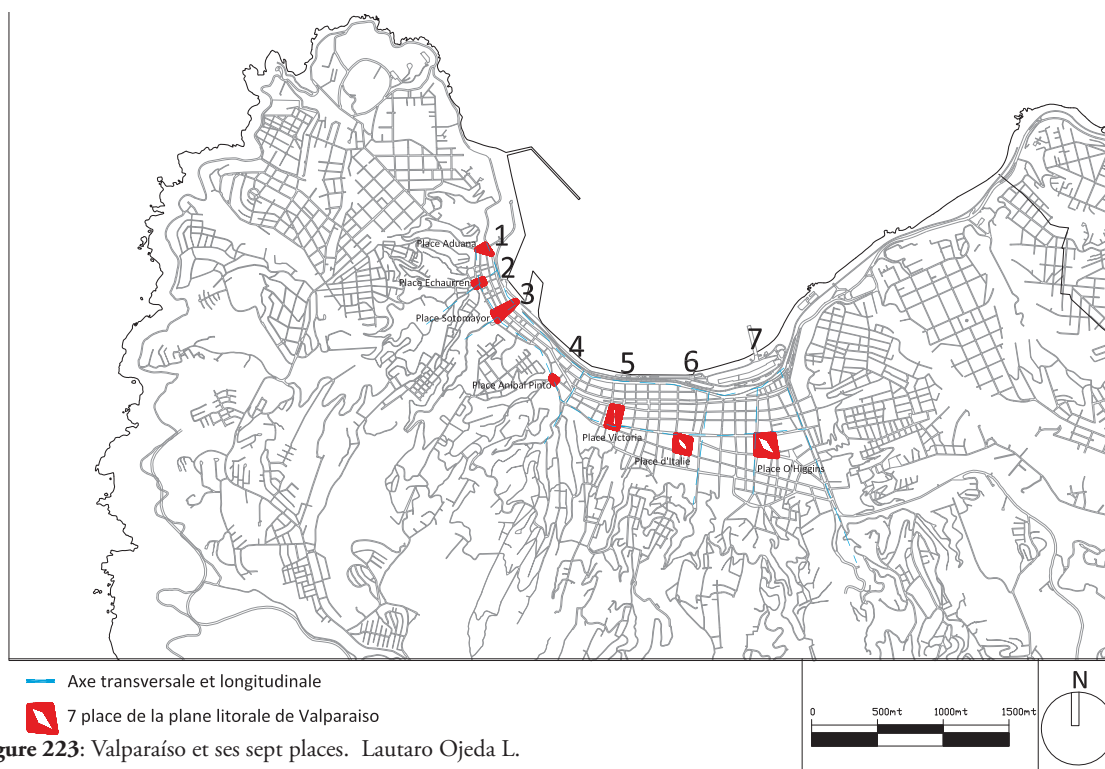 Place Aduana
1
2
Place Echaurren
3
Place Sotomayor
4
Place Anibal Pinto
5
6
7
Place Victoria
Place d'Italie
Place O'Higgins
Axe transversale et longitudinale
7 place de la plane litorale de Valparaiso
0 500mt 1000mt 1500mt
N
gure 223: Valparaíso et ses sept places. Lautaro Ojeda L.